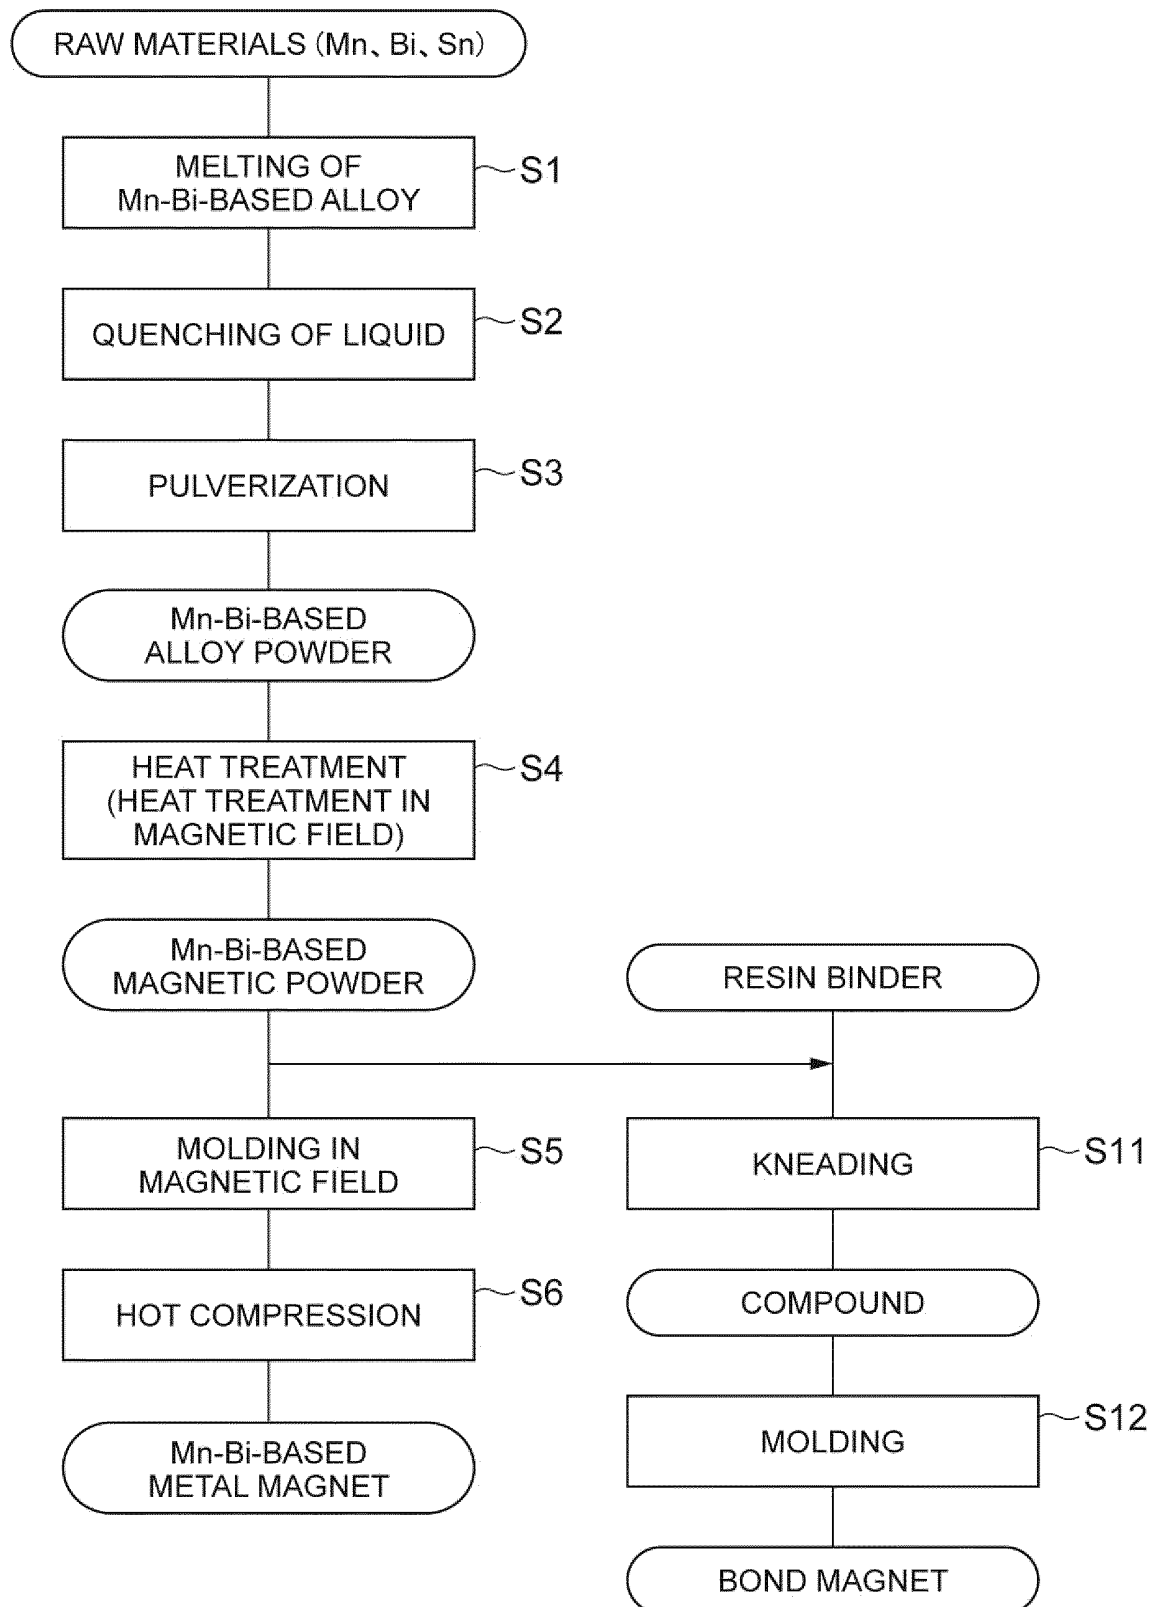 RAW MATERIALS (Mn、Bi、Sn)
MELTING OF
Mn-Bi-BASED ALLOY
S1
QUENCHING OF LIQUID
S2
PULVERIZATION
S3
Mn-Bi-BASED
ALLOY POWDER
HEAT TREATMENT
(HEAT TREATMENT IN
MAGNETIC FIELD)
S4
Mn-Bi-BASED
MAGNETIC POWDER
MOLDING IN
MAGNETIC FIELD
S5
HOT COMPRESSION
S6
Mn-Bi-BASED
METAL MAGNET
RESIN BINDER
KNEADING
S11
COMPOUND
MOLDING
S12
BOND MAGNET